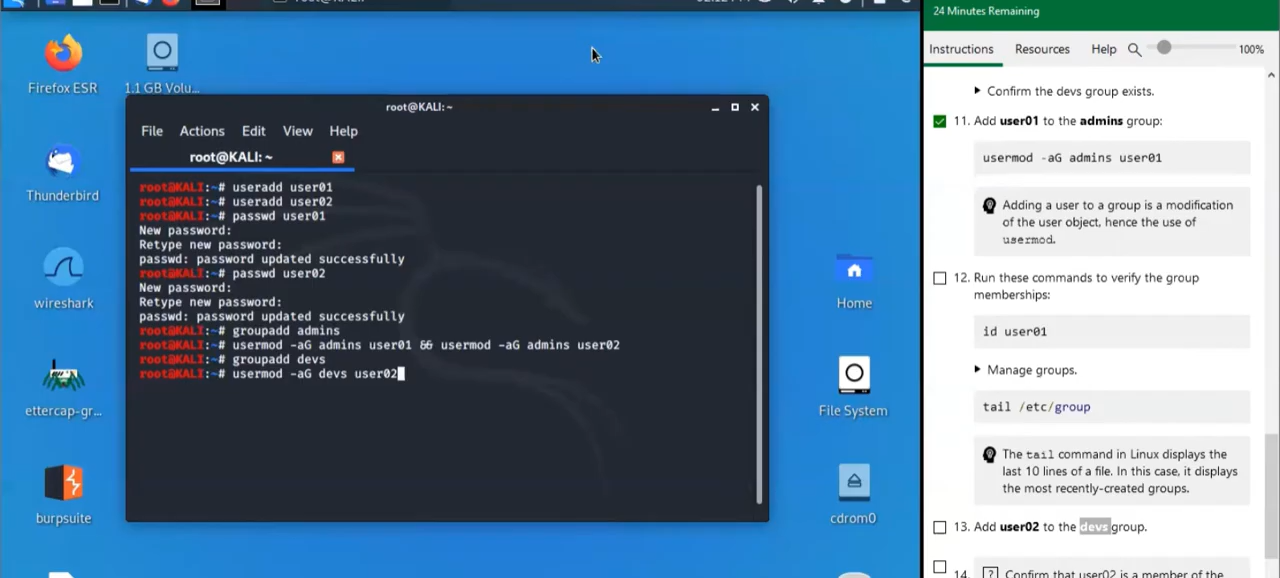 root@KALI: ~
24 Minutes Remaining
Instructions
Resources
Help
100%
Firefox ESR
1.1 GB Volu...
Thunderbird
wireshark
ettercap-gr...
burpsuite
root@KALI: ~
File
Actions
Edit
View
Help
root@KALI: ~
root@KALI:~# useradd user01
root@KALI:~# useradd user02
root@KALI:~# passwd user01
New password:
Retype new password:
passwd: password updated successfully
root@KALI:~# passwd user02
New password:
Retype new password:
passwd: password updated successfully
root@KALI:~# groupadd admins
root@KALI:~# usermod -aG admins user01 && usermod -aG admins user02
root@KALI:~# groupadd devs
root@KALI:~# usermod -aG devs user02
Home
File System
cdrom0
Confirm the devs group exists.
11. Add user01 to the admins group:
usermod -aG admins user01
Adding a user to a group is a modification
of the user object, hence the use of
usermod.
12. Run these commands to verify the group
memberships:
id user01
Manage groups.
tail /etc/group
The tail command in Linux displays the
last 10 lines of a file. In this case, it displays
the most recently-created groups.
13. Add user02 to the devs group.
14. ? Confirm that user02 is a member of the